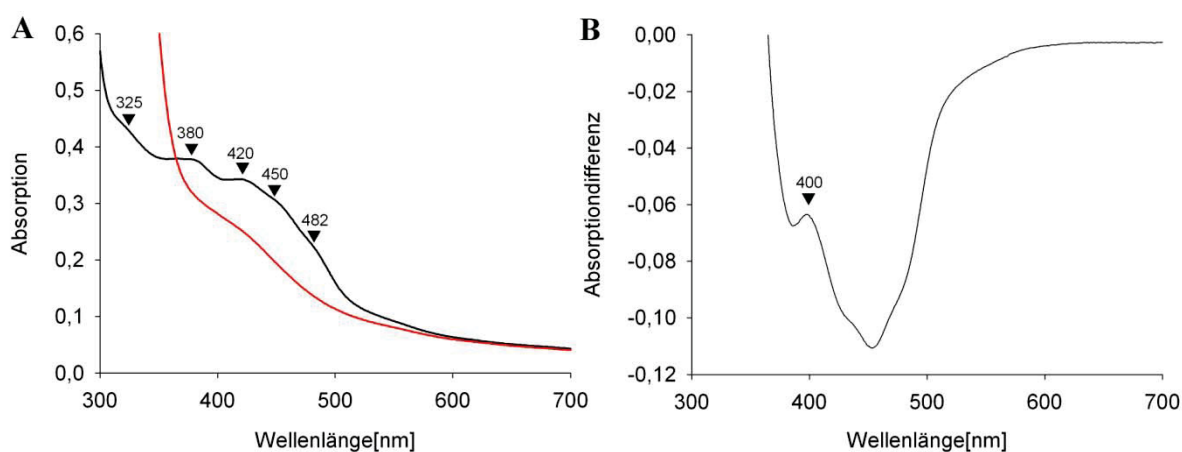 A
Absorption
0,6
0,5
0,4
0,3
0,2
0,1
0,0
325
380
420
450
482
300 400 500 600 700
Wellenlänge[nm]
B
Absorptiondifferenz
0,00
-0,02
-0,04
-0,06
-0,08
-0,10
-0,12
400
300 400 500 600 700
Wellenlänge[nm]